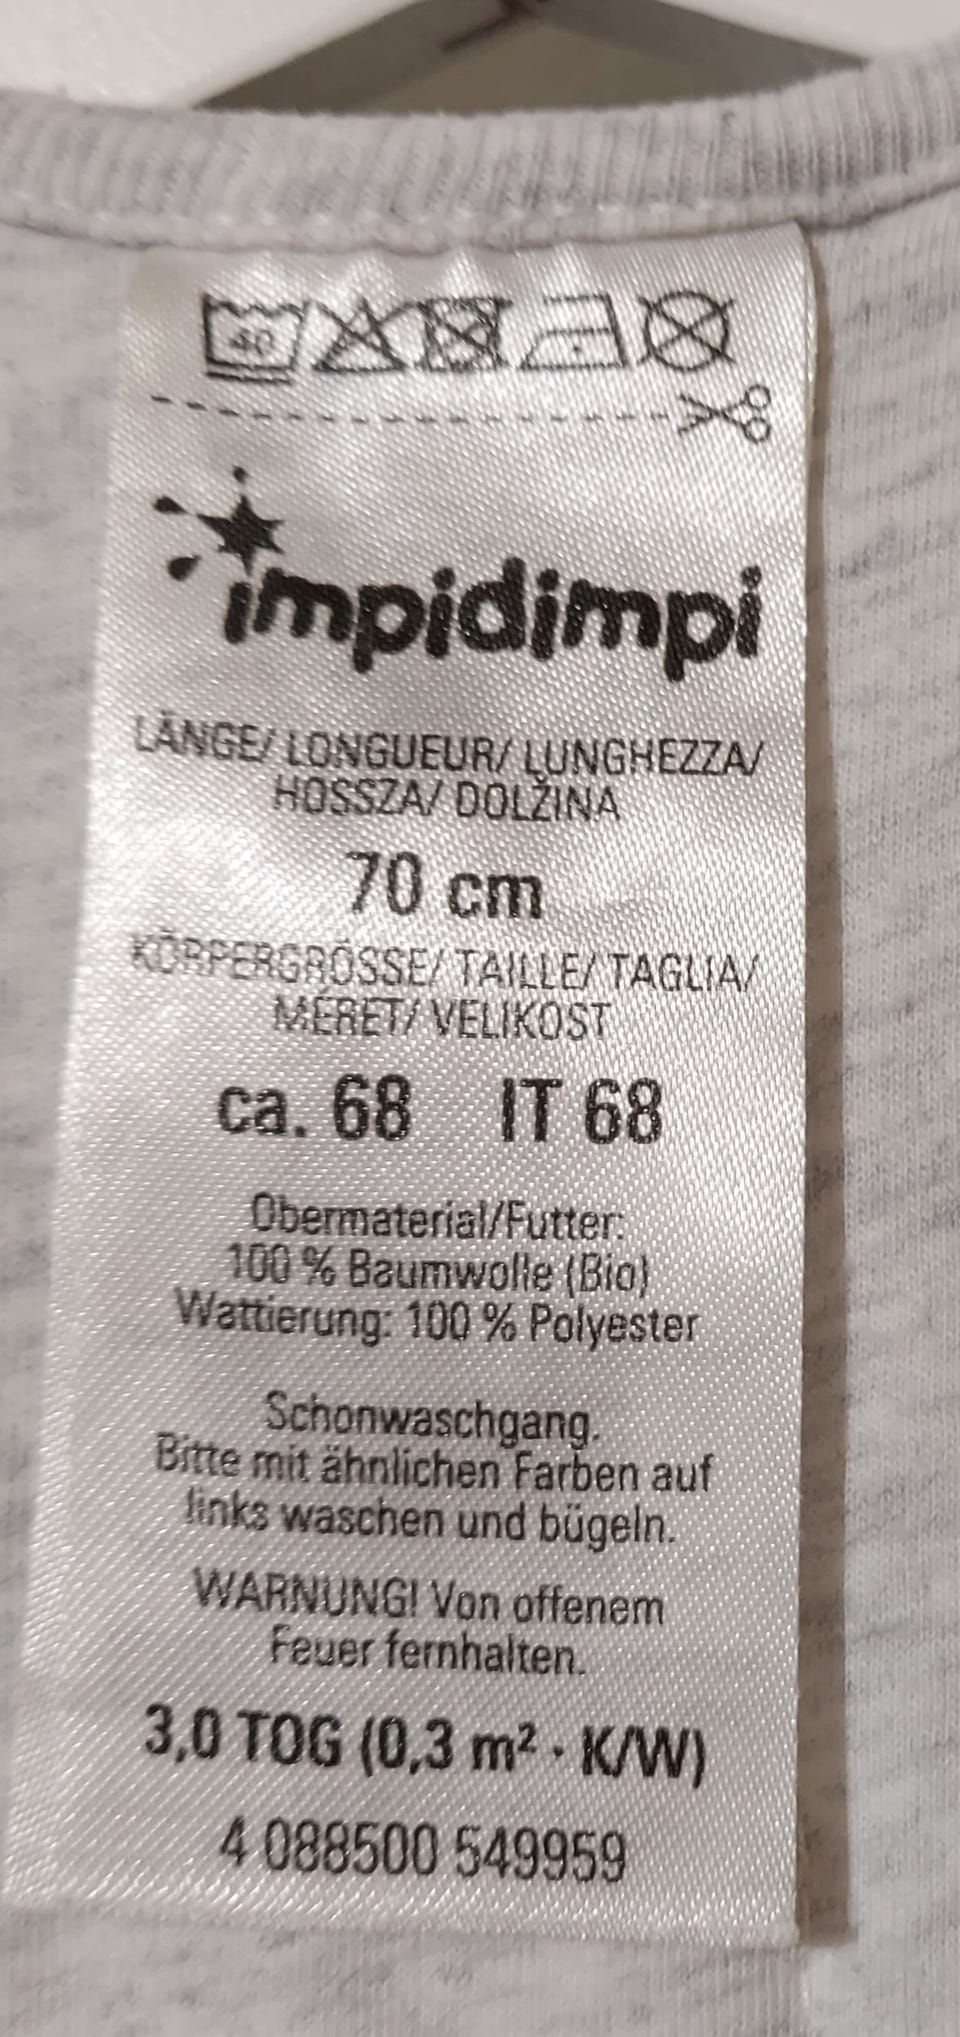 40
impidimpi
LÄNGE/ LONGUEUR/ LUNGHEZZA/
HOSSZA/ DOLŽINA
70 cm
KÖRPERGRÖSSE/ TAILLE/ TAGLIA/
MÉRET/ VELIKOST
ca. 68 IT 68
Obermaterial/Futter:
100 % Baumwolle (Bio)
Wattierung: 100 % Polyester
Schonwaschgang.
Bitte mit ähnlichen Farben auf
links waschen und bügeln.
WARNUNG! Von offenem
Feuer fernhalten.
3,0 TOG (0,3 m² · K/W)
4 088500 549959